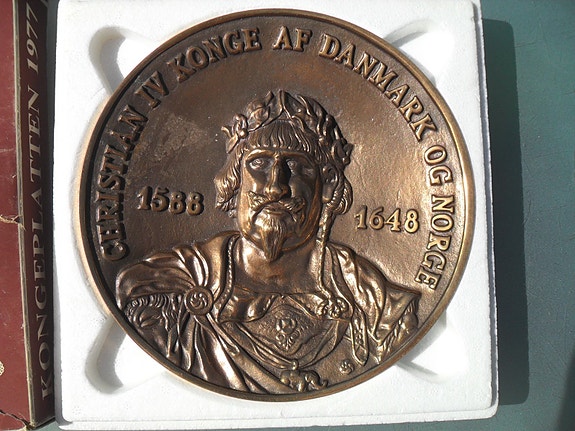 KONGEPLATTEN 1977
CHRISTIAN IV KONGE AF DANMARK OG NORGE
1588
1648